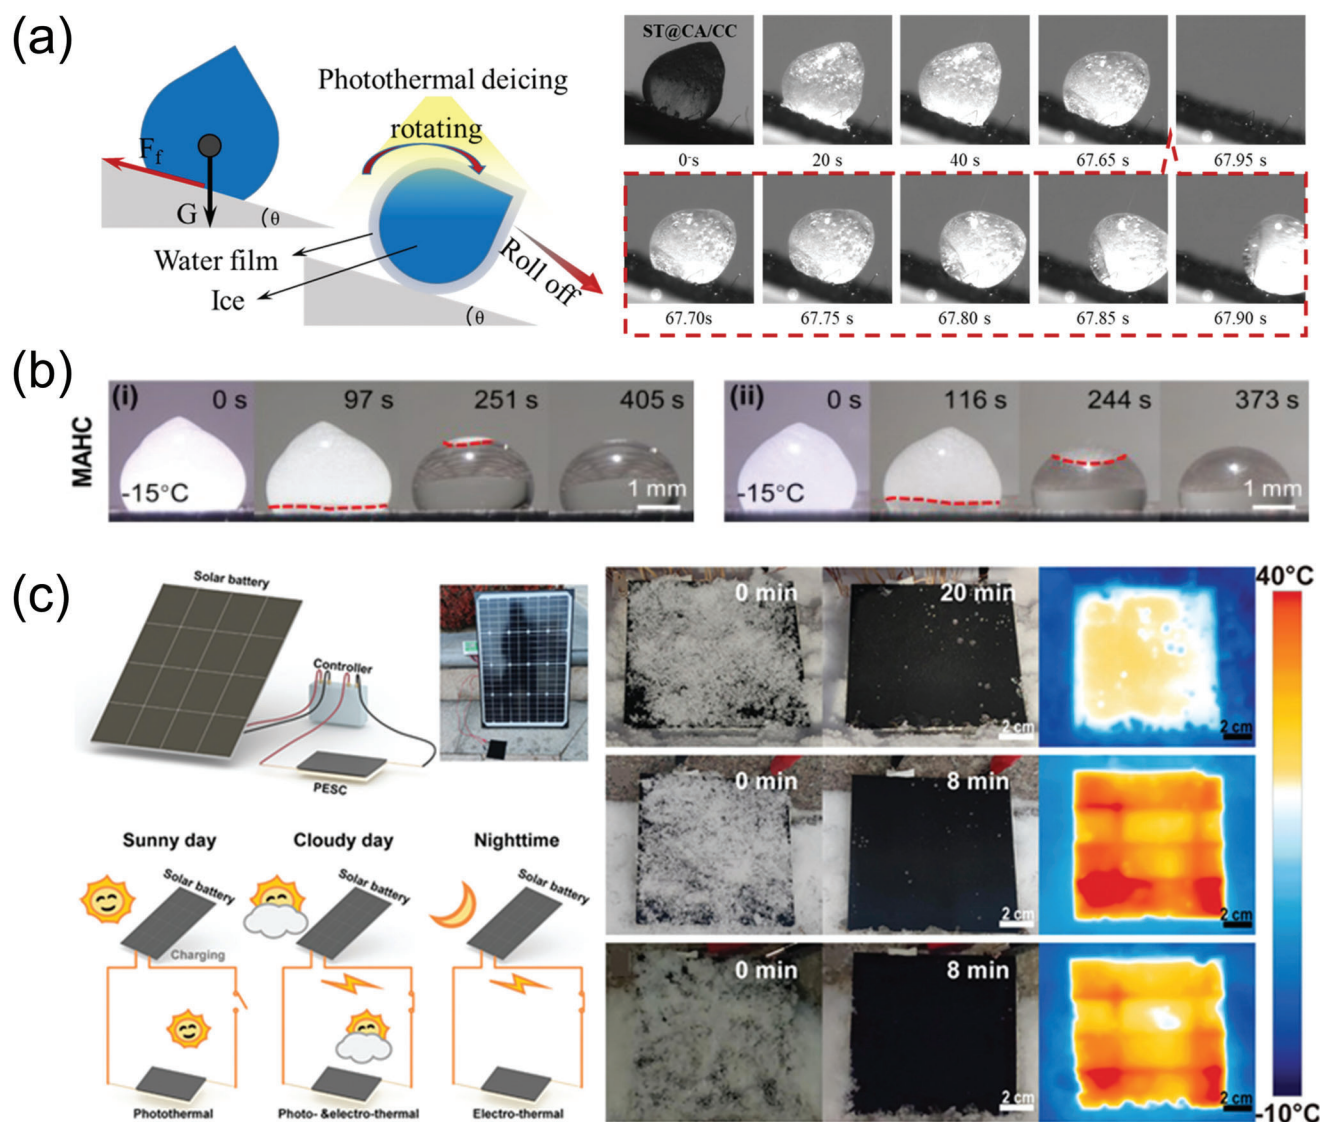 (a)
F_f
G
θ
Photothermal deicing
rotating
Water film
Ice
Roll off
θ
ST@CA/CC
0 s
20 s
40 s
67.65 s
67.95 s
67.70s
67.75 s
67.80 s
67.85 s
67.90 s
(b)
MAHC
(i)
0 s
97 s
251 s
405 s
-15°C
1 mm
(ii)
0 s
116 s
244 s
373 s
-15°C
1 mm
(c)
Solar battery
Controller
PESC
Sunny day
Cloudy day
Nighttime
Solar battery
Solar battery
Solar battery
Charging
Photothermal
Photo- &electro-thermal
Electro-thermal
0 min
20 min
2 cm
2 cm
0 min
8 min
2 cm
2 cm
0 min
8 min
2 cm
2 cm
40°C
-10°C